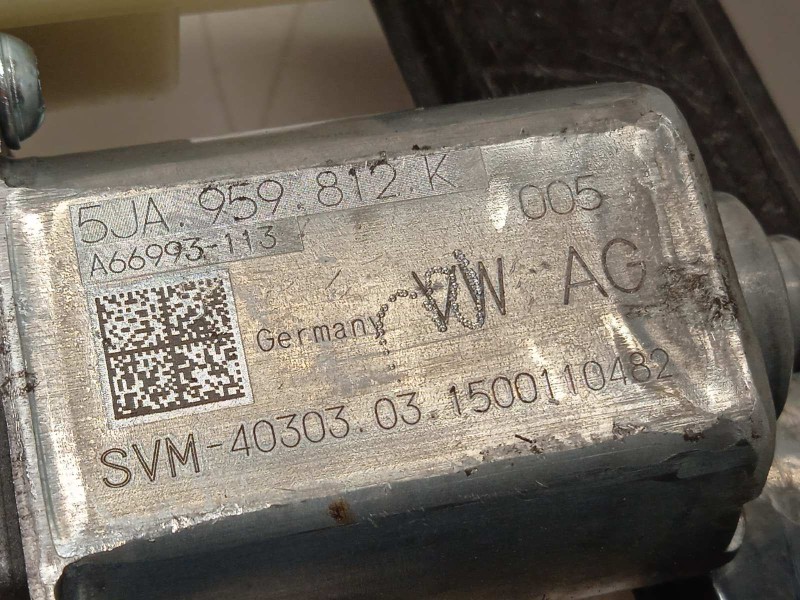 5JA.959.812.K 005
A66993-113
Germany VW AG
SVM-40303.03.1500110482